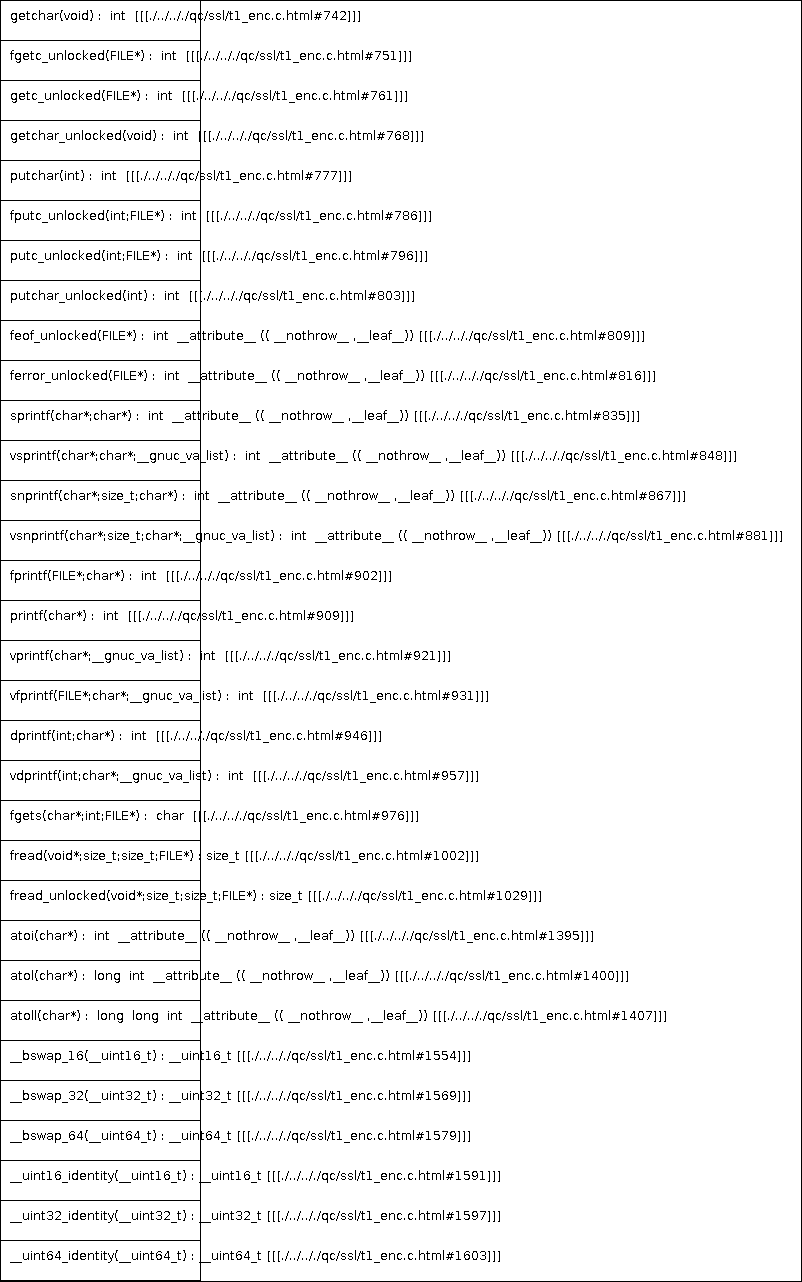 getchar(void) : int [[[./../.././qc/ssl/t1_enc.c.html#742]]]
fgetc_unlocked(FILE*) : int [[[./../.././qc/ssl/t1_enc.c.html#751]]]
getc_unlocked(FILE*) : int [[[./../.././qc/ssl/t1_enc.c.html#761]]]
getchar_unlocked(void) : int [[[./../.././qc/ssl/t1_enc.c.html#768]]]
putchar(int) : int [[[./../.././qc/ssl/t1_enc.c.html#777]]]
fputc_unlocked(int;FILE*) : int [[[./../.././qc/ssl/t1_enc.c.html#786]]]
putc_unlocked(int;FILE*) : int [[[./../.././qc/ssl/t1_enc.c.html#796]]]
putchar_unlocked(int) : int [[[./../.././qc/ssl/t1_enc.c.html#803]]]
feof_unlocked(FILE*) : int __attribute__ (( __nothrow__ ,__leaf__)) [[[./../.././qc/ssl/t1_enc.c.html#809]]]
ferror_unlocked(FILE*) : int __attribute__ (( __nothrow__ ,__leaf__)) [[[./../.././qc/ssl/t1_enc.c.html#816]]]
sprintf(char*;char*) : int __attribute__ (( __nothrow__ ,__leaf__)) [[[./../.././qc/ssl/t1_enc.c.html#835]]]
vsprintf(char*;char*;__gnuc_va_list) : int __attribute__ (( __nothrow__ ,__leaf__)) [[[./../.././qc/ssl/t1_enc.c.html#848]]]
snprintf(char*;size_t;char*) : int __attribute__ (( __nothrow__ ,__leaf__)) [[[./../.././qc/ssl/t1_enc.c.html#867]]]
vsnprintf(char*;size_t;char*;__gnuc_va_list) : int __attribute__ (( __nothrow__ ,__leaf__)) [[[./../.././qc/ssl/t1_enc.c.html#881]]]
fprintf(FILE*;char*) : int [[[./../.././qc/ssl/t1_enc.c.html#902]]]
printf(char*) : int [[[./../.././qc/ssl/t1_enc.c.html#909]]]
vprintf(char*;__gnuc_va_list) : int [[[./../.././qc/ssl/t1_enc.c.html#921]]]
vfprintf(FILE*;char*;__gnuc_va_list) : int [[[./../.././qc/ssl/t1_enc.c.html#931]]]
dprintf(int;char*) : int [[[./../.././qc/ssl/t1_enc.c.html#946]]]
vdprintf(int;char*;__gnuc_va_list) : int [[[./../.././qc/ssl/t1_enc.c.html#957]]]
fgets(char*;int;FILE*) : char [[[./../.././qc/ssl/t1_enc.c.html#976]]]
fread(void*;size_t;size_t;FILE*) : size_t [[[./../.././qc/ssl/t1_enc.c.html#1002]]]
fread_unlocked(void*;size_t;size_t;FILE*) : size_t [[[./../.././qc/ssl/t1_enc.c.html#1029]]]
atoi(char*) : int __attribute__ (( __nothrow__ ,__leaf__)) [[[./../.././qc/ssl/t1_enc.c.html#1395]]]
atol(char*) : long int __attribute__ (( __nothrow__ ,__leaf__)) [[[./../.././qc/ssl/t1_enc.c.html#1400]]]
atoll(char*) : long long int __attribute__ (( __nothrow__ ,__leaf__)) [[[./../.././qc/ssl/t1_enc.c.html#1407]]]
__bswap_16(__uint16_t) : __uint16_t [[[./../.././qc/ssl/t1_enc.c.html#1554]]]
__bswap_32(__uint32_t) : __uint32_t [[[./../.././qc/ssl/t1_enc.c.html#1569]]]
__bswap_64(__uint64_t) : __uint64_t [[[./../.././qc/ssl/t1_enc.c.html#1579]]]
__uint16_identity(__uint16_t) : __uint16_t [[[./../.././qc/ssl/t1_enc.c.html#1591]]]
__uint32_identity(__uint32_t) : __uint32_t [[[./../.././qc/ssl/t1_enc.c.html#1597]]]
__uint64_identity(__uint64_t) : __uint64_t [[[./../.././qc/ssl/t1_enc.c.html#1603]]]